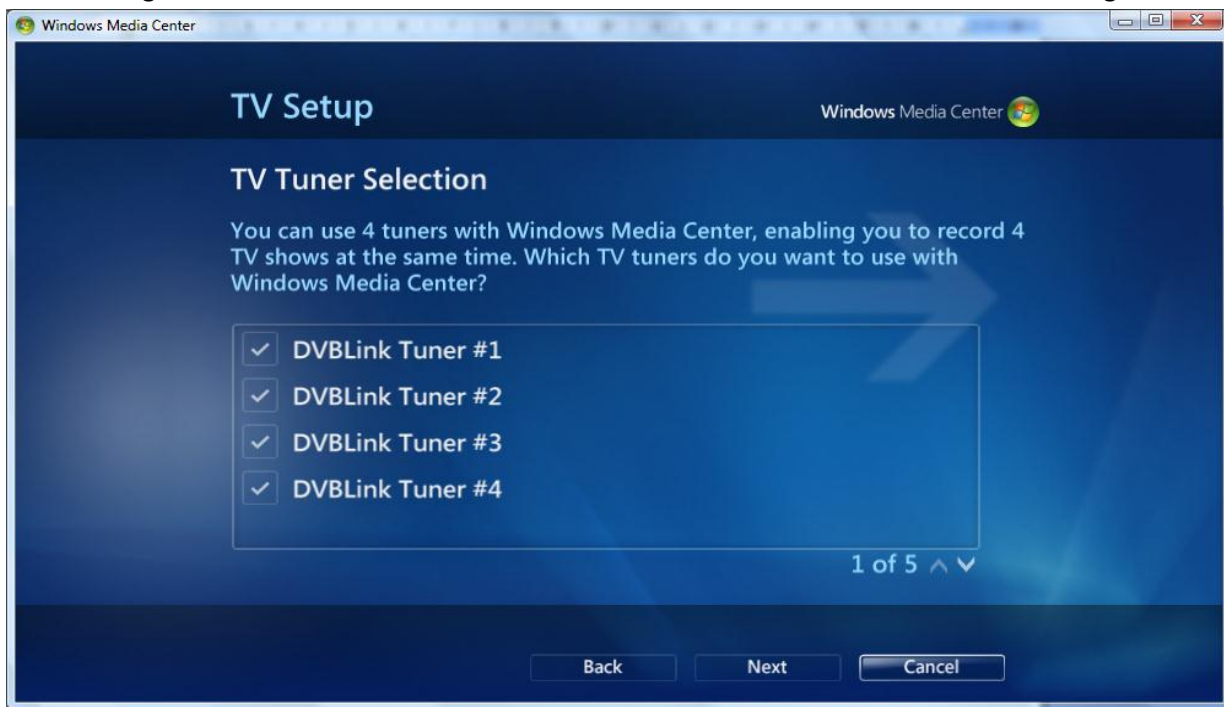 Windows Media Center
TV Setup
Windows Media Center
TV Tuner Selection
You can use 4 tuners with Windows Media Center, enabling you to record 4
TV shows at the same time. Which TV tuners do you want to use with
Windows Media Center?
DVBLink Tuner #1
DVBLink Tuner #2
DVBLink Tuner #3
DVBLink Tuner #4
1 of 5
Back Next Cancel